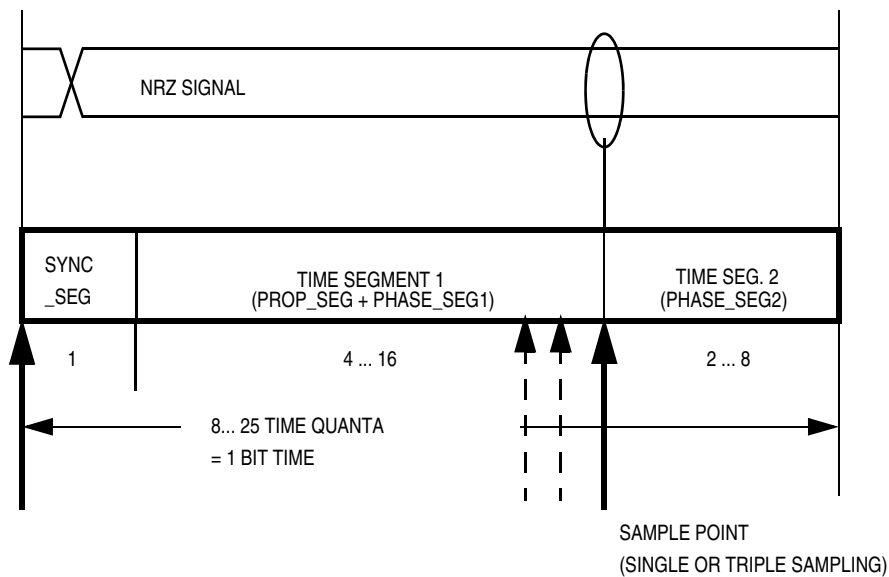 NRZ SIGNAL
SYNC
_SEG
TIME SEGMENT 1
(PROP_SEG + PHASE_SEG1)
TIME SEG. 2
(PHASE_SEG2)
1
4 ... 16
2 ... 8
8... 25 TIME QUANTA
= 1 BIT TIME
SAMPLE POINT
(SINGLE OR TRIPLE SAMPLING)